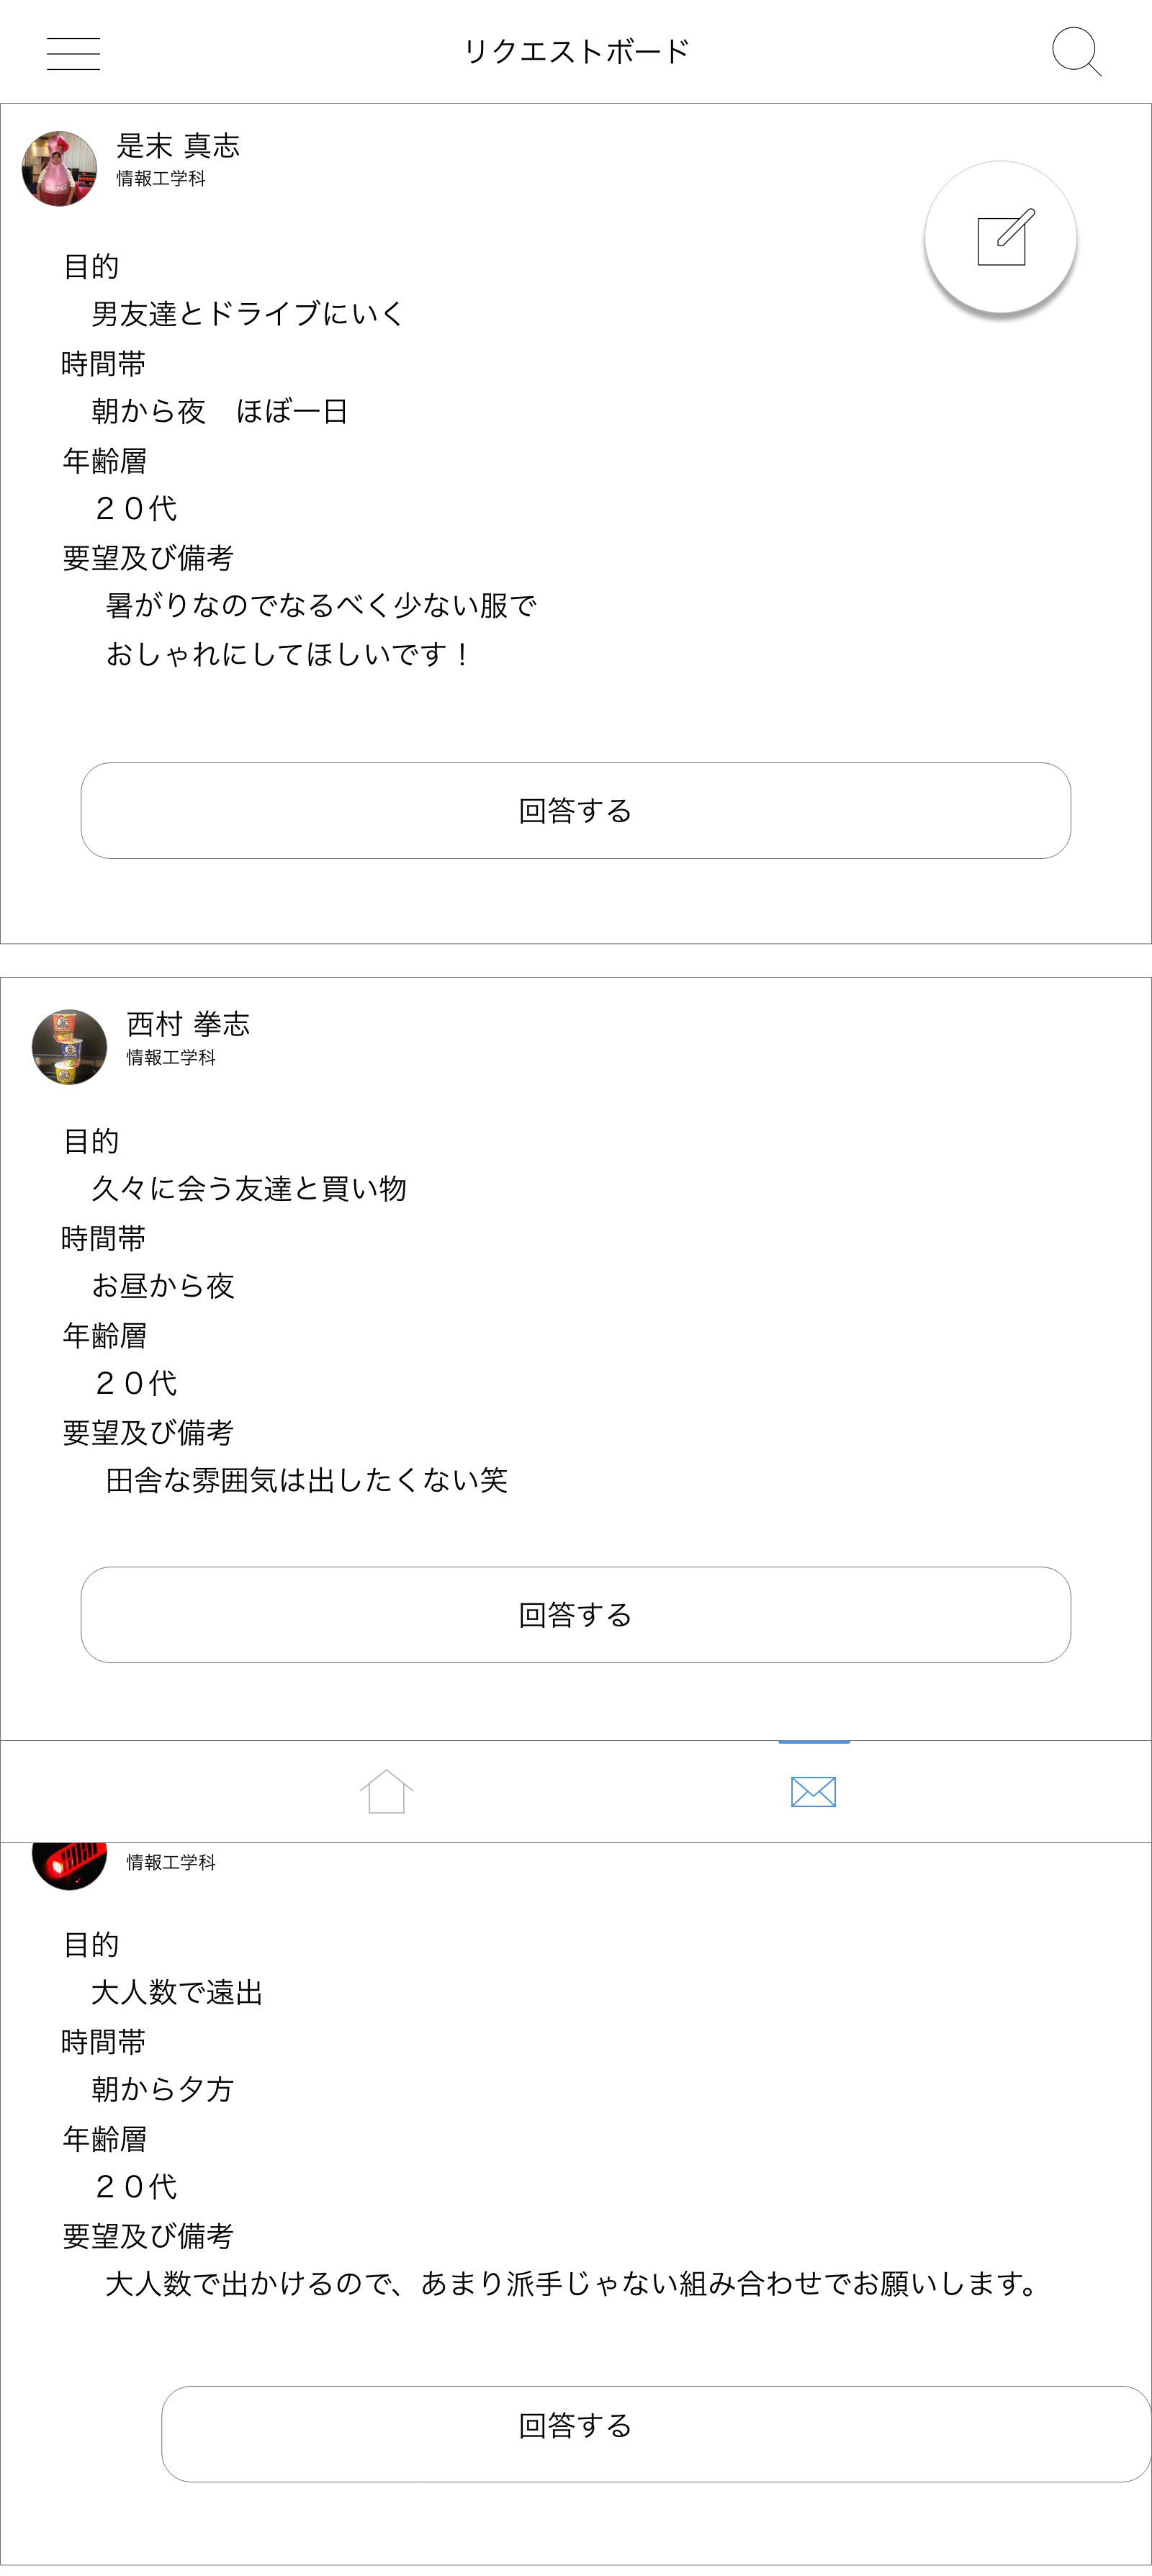 リクエストボード
是末 真志
情報工学科
目的
男友達とドライブにいく
時間帯
朝から夜　ほぼ一日
年齢層
２０代
要望及び備考
暑がりなのでなるべく少ない服で
おしゃれにしてほしいです！
回答する
西村 拳志
情報工学科
目的
久々に会う友達と買い物
時間帯
お昼から夜
年齢層
２０代
要望及び備考
田舎な雰囲気は出したくない笑
回答する
情報工学科
目的
大人数で遠出
時間帯
朝から夕方
年齢層
２０代
要望及び備考
大人数で出かけるので、あまり派手じゃない組み合わせでお願いします。
回答する